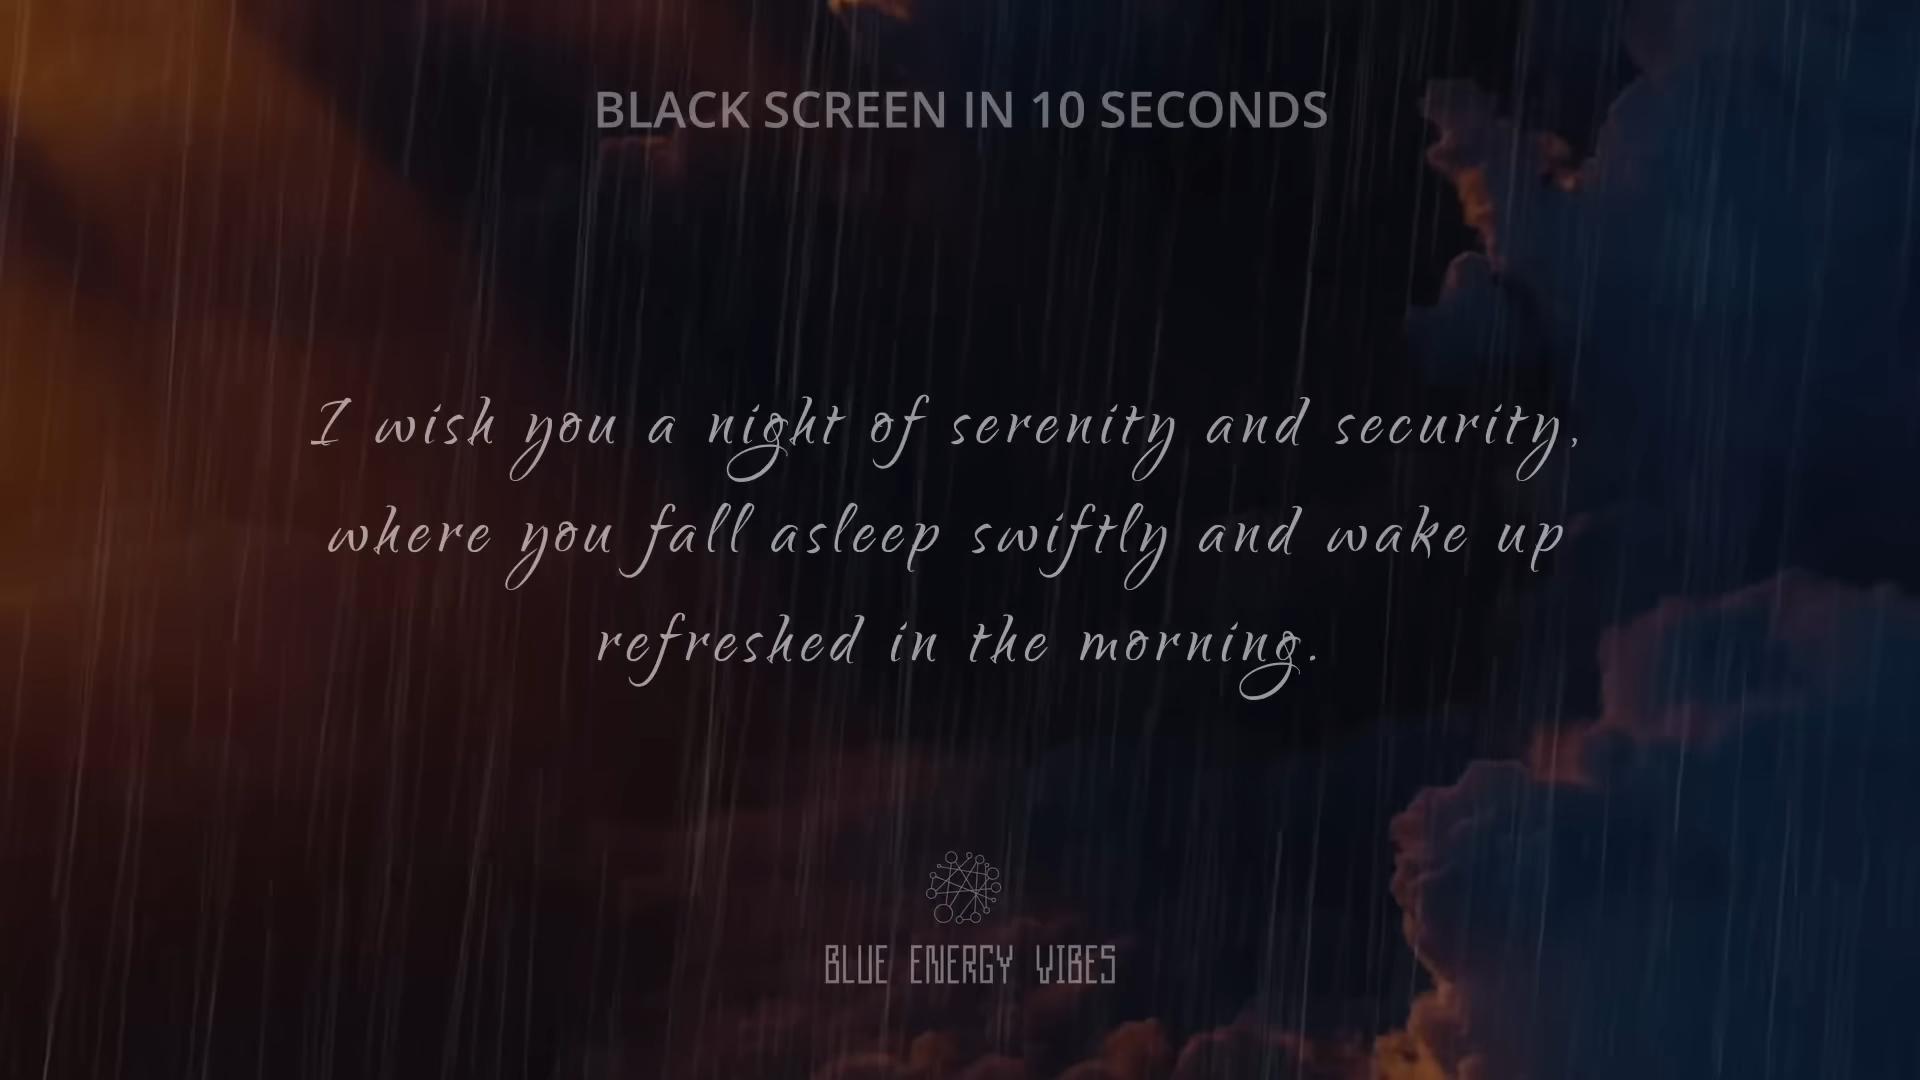 BLACK SCREEN IN 10 SECONDS
I wish you a night of serenity and security,
where you fall asleep swiftly and wake up
refreshed in the morning.
BLUE ENERGY VIBES